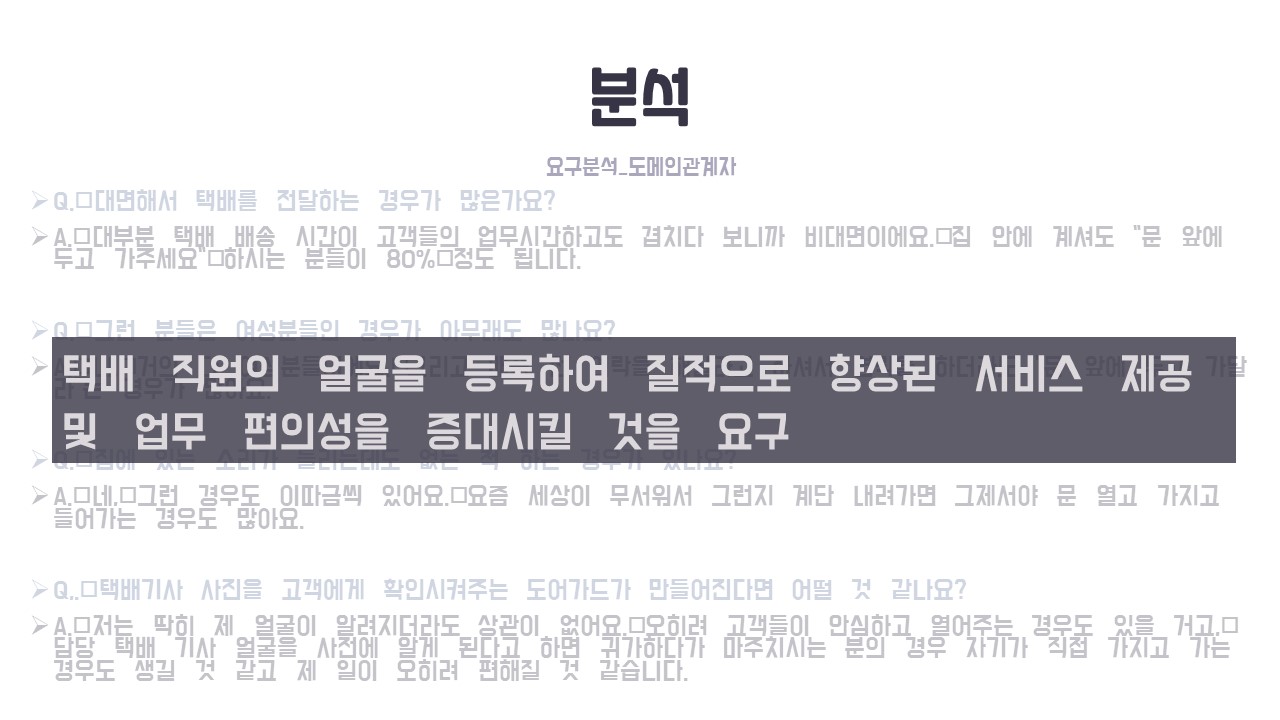 분석
요구분석_도메인관계자
➢ Q.□대면해서 택배를 전달하는 경우가 많은가요?
➢ A.□대부분 택배 배송 시간이 고객들의 업무시간하고도 겹치다 보니까 비대면이에요.□집 안에 계셔도 "문 앞에
두고 가주세요"□하시는 분들이 80%□정도 됩니다.
➢ Q.□그런 분들은 여성분들인 경우가 아무래도 많나요?
택배 직원의 얼굴을 등록하여 질적으로 향상된 서비스 제공
및 업무 편의성을 증대시킬 것을 요구
➢ Q.□집에 있는 소리가 들리는데도 없는 척 하는 경우가 있나요?
➢ A.□네.□그런 경우도 이따금씩 있어요.□요즘 세상이 무서워서 그런지 계단 내려가면 그제서야 문 열고 가지고
들어가는 경우도 많아요.
➢ Q..□택배기사 사진을 고객에게 확인시켜주는 도어가드가 만들어진다면 어떨 것 같나요?
➢ A.□저는 딱히 제 얼굴이 알려지더라도 상관이 없어요.□오히려 고객들이 안심하고 열어주는 경우도 있을 거고,□
담당 택배 기사 얼굴을 사전에 알게 된다고 하면 귀가하다가 마주치시는 분의 경우 자기가 직접 가지고 가는
경우도 생길 것 같고 제 일이 오히려 편해질 것 같습니다.